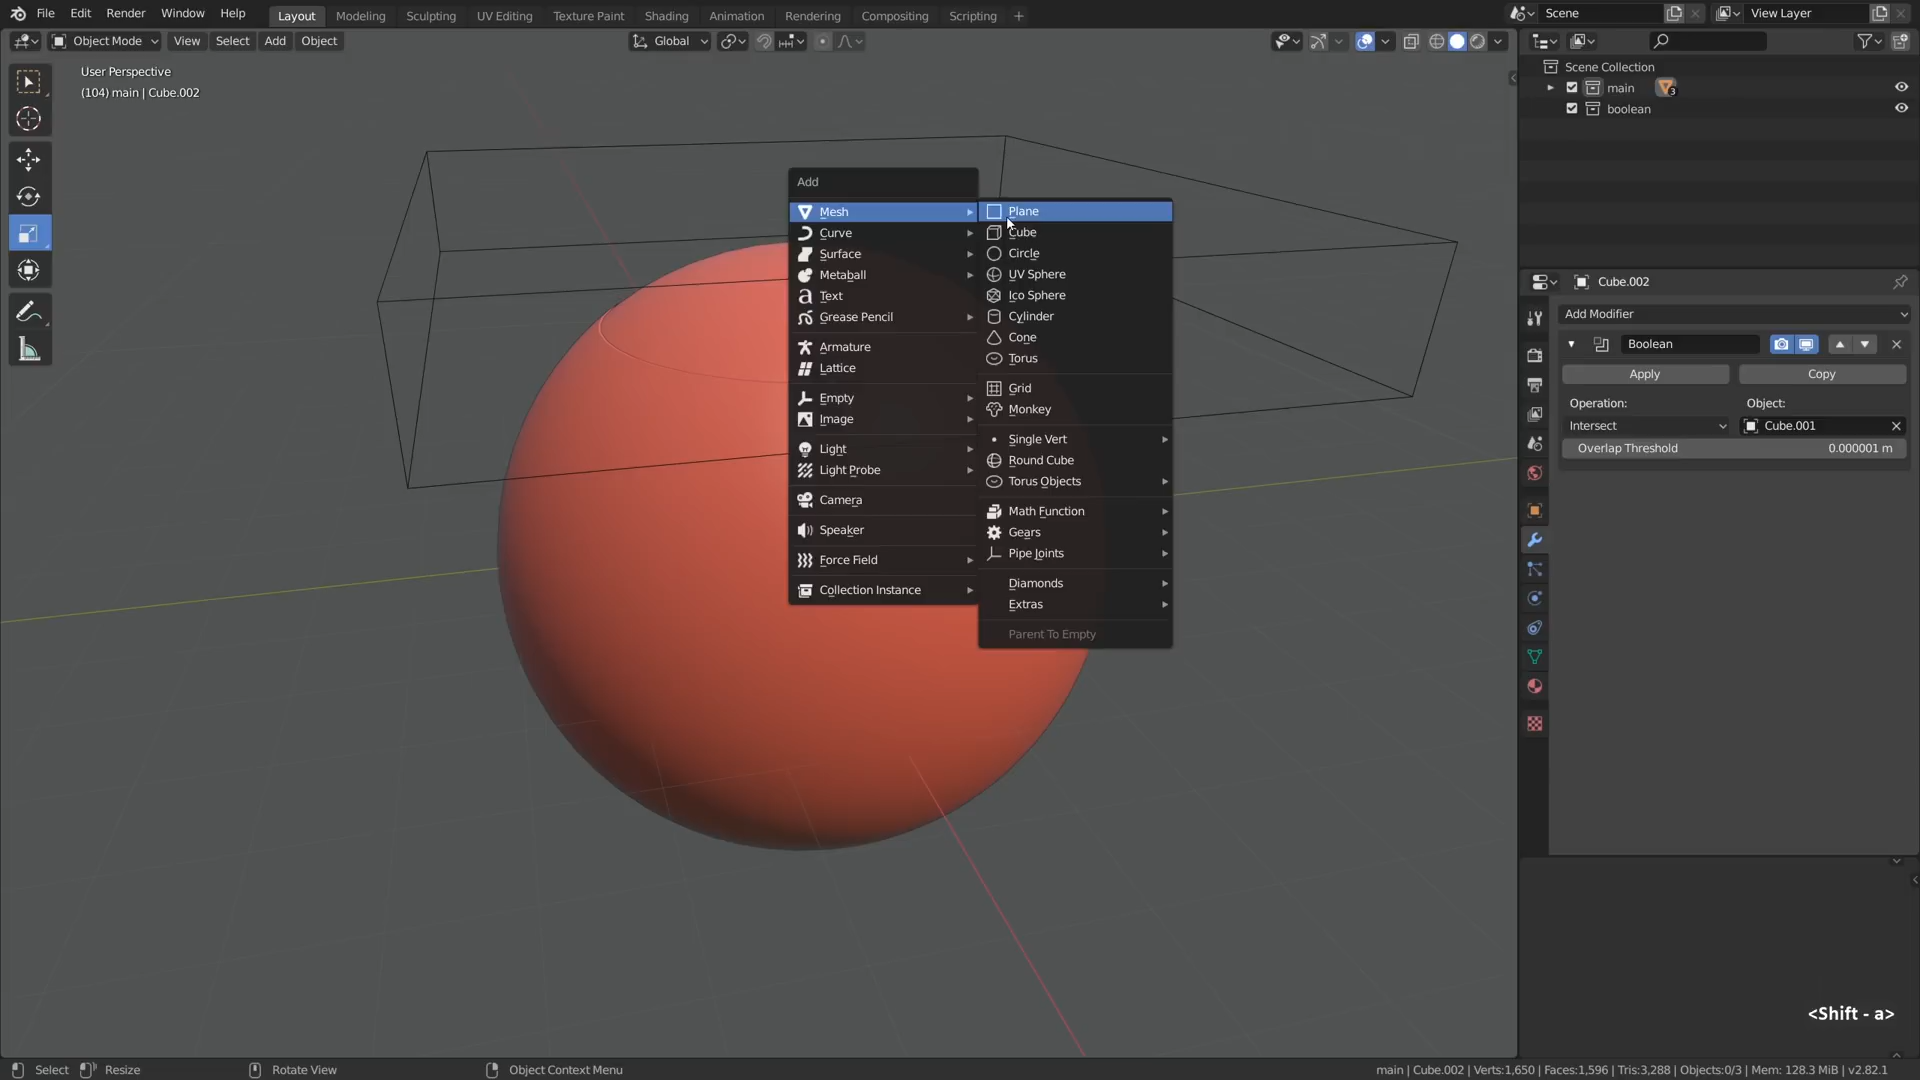 File Edit Render Window Help Layout Modeling Sculpting UV Editing Texture Paint Shading Animation Rendering Compositing Scripting + Scene View Layer
Object Mode View Select Add Object Global
User Perspective
(104) main | Cube.002
Add
Mesh
Curve
Surface
Metaball
Text
Grease Pencil
Armature
Lattice
Empty
Image
Light
Light Probe
Camera
Speaker
Force Field
Collection Instance
Plane
Cube
Circle
UV Sphere
Ico Sphere
Cylinder
Cone
Torus
Grid
Monkey
Single Vert
Round Cube
Torus Objects
Math Function
Gears
Pipe Joints
Diamonds
Extras
Parent To Empty
Scene Collection
main 3
boolean
Cube.002
Add Modifier
Boolean
Apply Copy
Operation: Object:
Intersect Cube.001
Overlap Threshold 0.000001 m
<Shift - a>
Select Resize Rotate View Object Context Menu main | Cube.002 | Verts:1,650 | Faces:1,596 | Tris:3,288 | Objects:0/3 | Mem: 128.3 MiB | v2.82.1